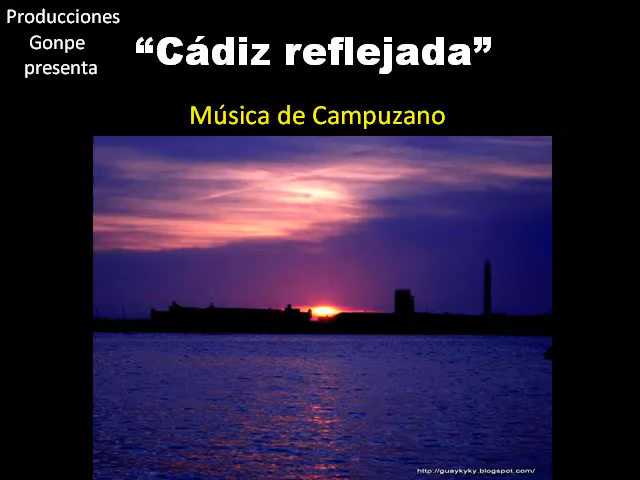 Producciones
Gonpe
presenta
“Cádiz reflejada”
Música de Campuzano
http://guaykyky.blogspot.com/